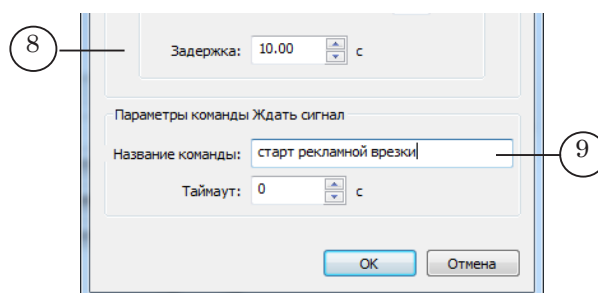 8
Задержка: 10.00 с
Параметры команды Ждать сигнал
Название команды: старт рекламной врезки
9
Таймаут: 0 с
OK Отмена